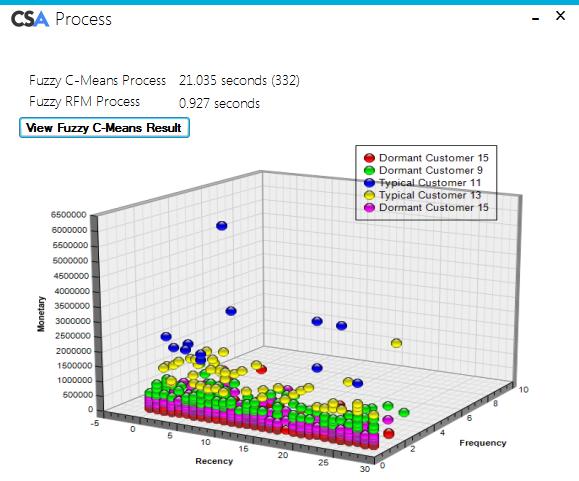 CSA Process
Fuzzy C-Means Process 21.035 seconds (332)
Fuzzy RFM Process 0.927 seconds
View Fuzzy C-Means Result
Dormant Customer 15
Dormant Customer 9
Typical Customer 11
Typical Customer 13
Dormant Customer 15
6500000
6000000
5500000
5000000
4500000
4000000
3500000
3000000
2500000
2000000
1500000
1000000
500000
0
Monetary
-5
0
5
10
15
20
25
30
Recency
0
2
4
6
8
10
Frequency